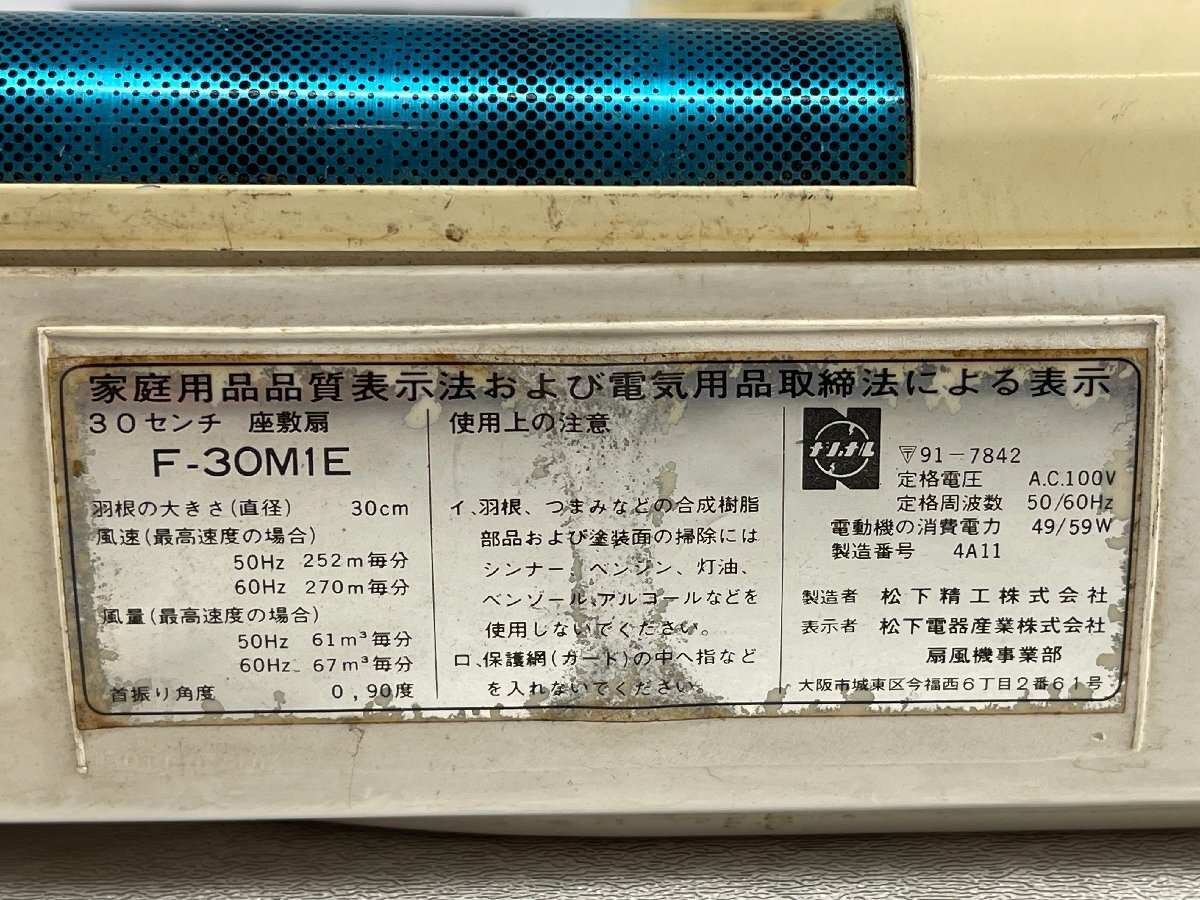 家庭用品品質表示法および電気用品取締法による表示
30センチ 座敷扇
F-30M1E
羽根の大きさ(直径) 30cm
風速(最高速度の場合)
50Hz 252m毎分
60Hz 270m毎分
風量(最高速度の場合)
50Hz 61m³毎分
60Hz 67m³毎分
首振り角度 0,90度
使用上の注意
イ、羽根、つまみなどの合成樹脂
部品および塗装面の掃除には
シンナー、ベンジン、灯油、
ベンゾール、アルコールなどを
使用しないでください。
ロ、保護網(ガード)の中へ指など
を入れないでください。
ナショナル
〒91-7842
定格電圧 A.C.100V
定格周波数 50/60Hz
電動機の消費電力 49/59W
製造番号 4A11
製造者 松下精工株式会社
表示者 松下電器産業株式会社
扇風機事業部
大阪市城東区今福西6丁目2番61号